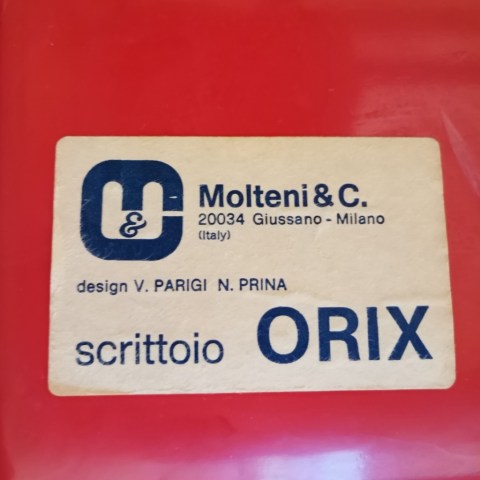 M&C
Molteni & C.
20034 Giussano - Milano
(Italy)
design V. PARIGI N. PRINA
scrittoio ORIX